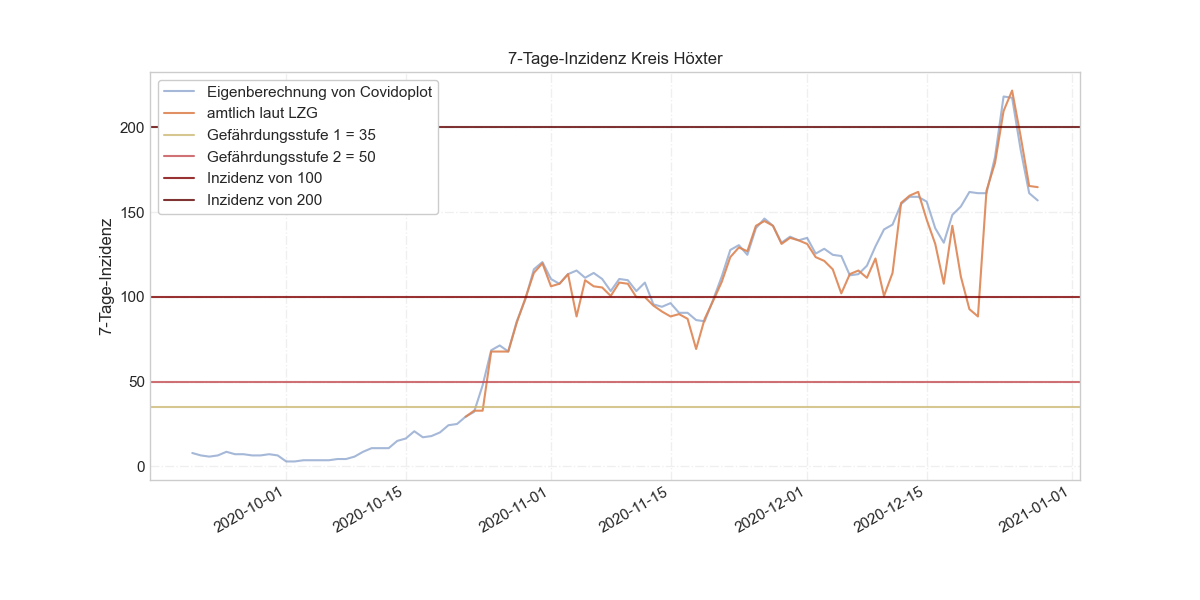 7-Tage-Inzidenz Kreis Höxter
Eigenberechnung von Covidoplot
amtlich laut LZG
Gefährdungsstufe 1 = 35
Gefährdungsstufe 2 = 50
Inzidenz von 100
Inzidenz von 200
7-Tage-Inzidenz
200
150
100
50
0
2020-10-01
2020-10-15
2020-11-01
2020-11-15
2020-12-01
2020-12-15
2021-01-01